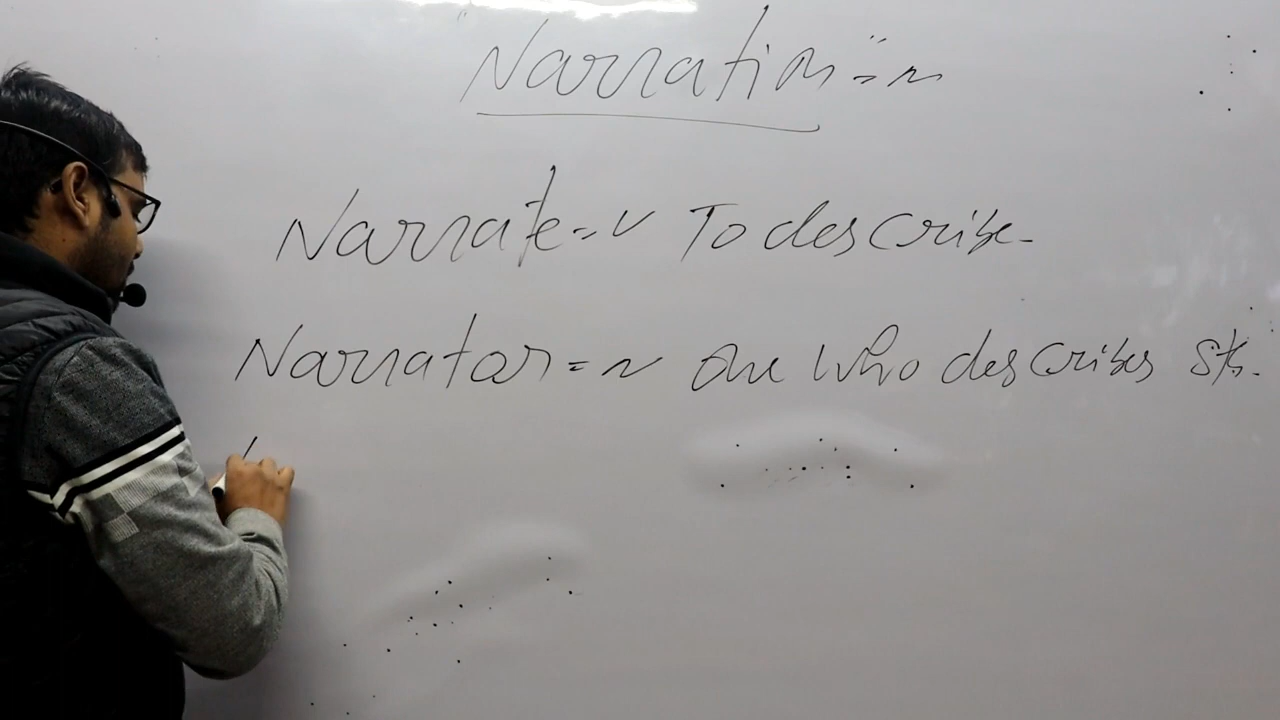 "Narration" = n
Narrate = v To describe
Narrator = n One Who describes Sth.